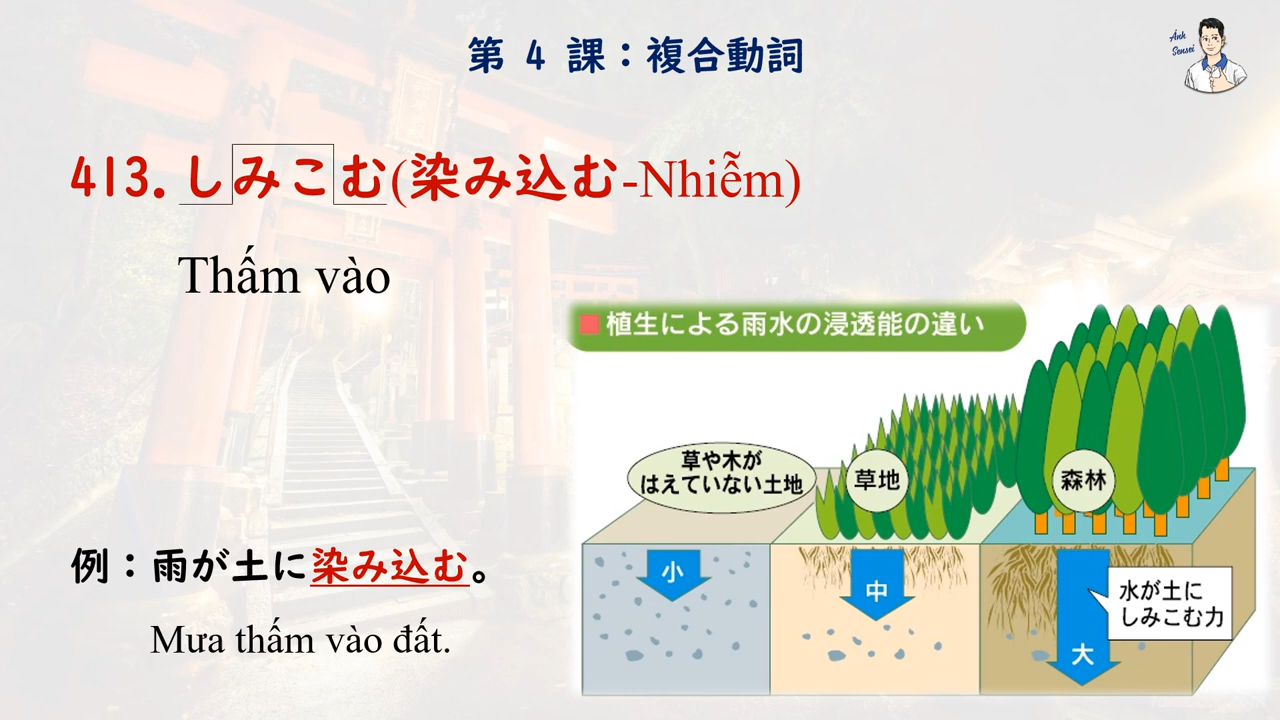 第 4 課：複合動詞
Anh
Sensei
413. しみこむ(染み込む-Nhiễm)
Thấm vào
■ 植生による雨水の浸透能の違い
草や木が
はえていない土地
草地
森林
小
中
大
水が土に
しみこむ力
例：雨が土に染み込む。
Mưa thấm vào đất.